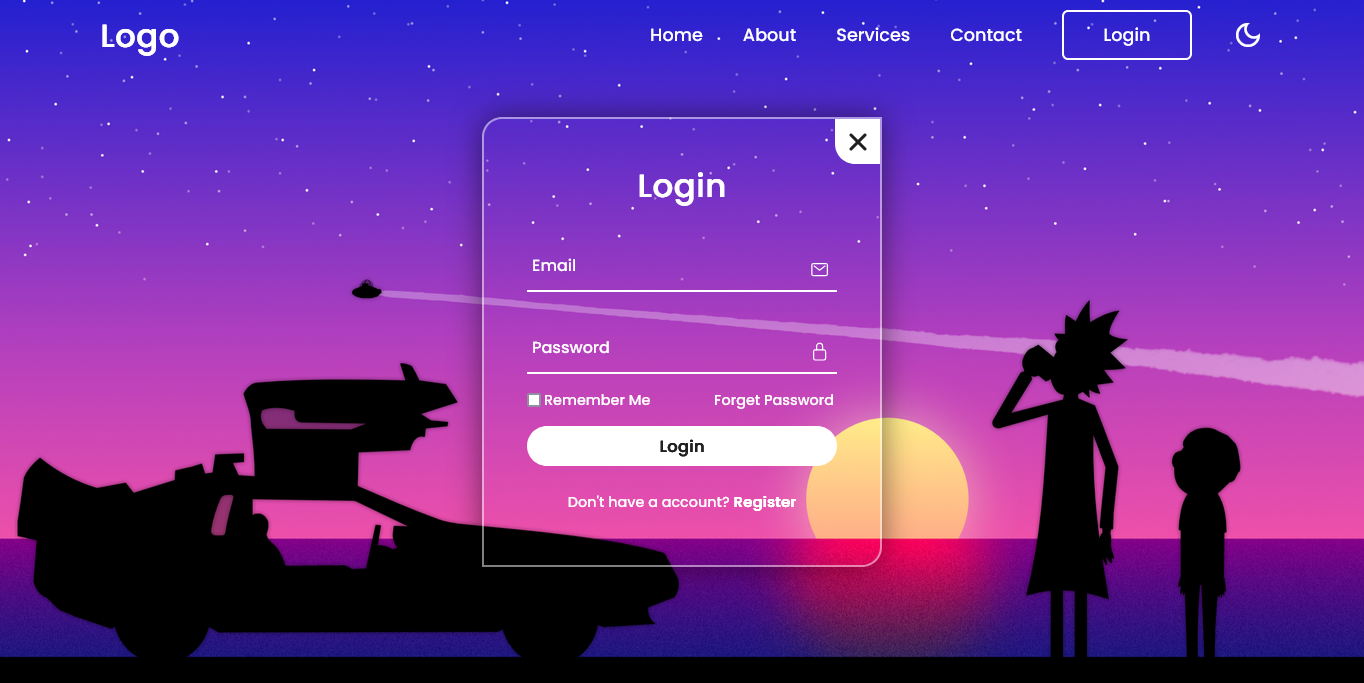 Logo
Home About Services Contact Login
Login
Email
Password
Remember Me Forget Password
Login
Don't have a account? Register